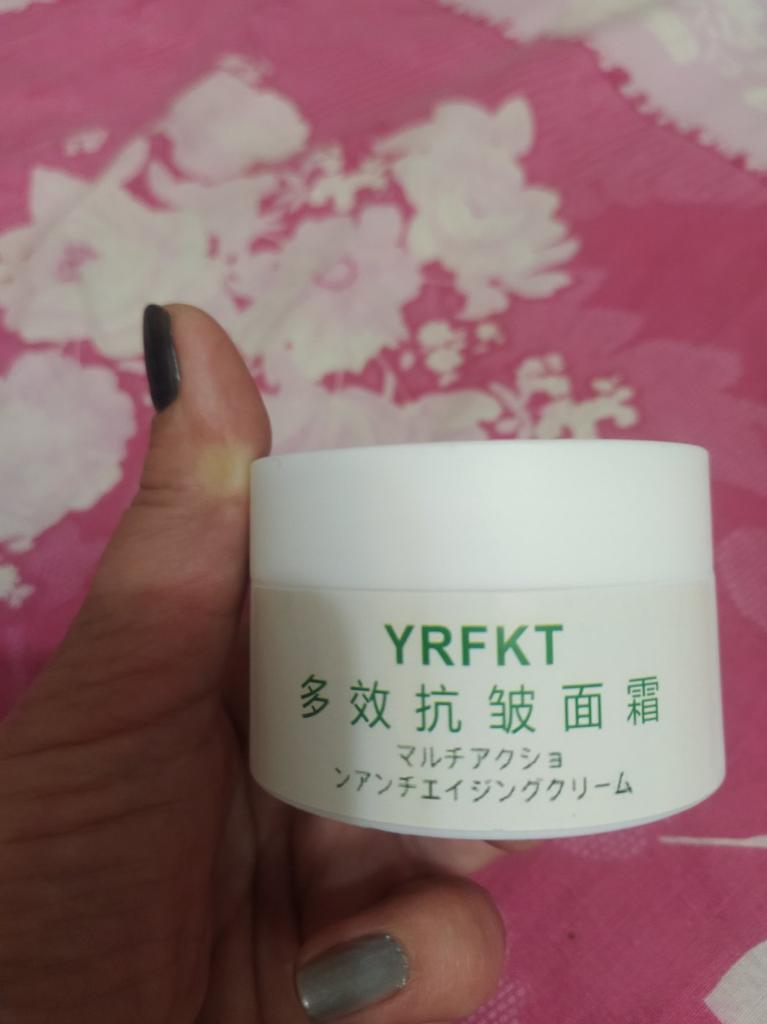 YRFKT
多效抗皱面霜
マルチアクショ
ンアンチエイジングクリーム